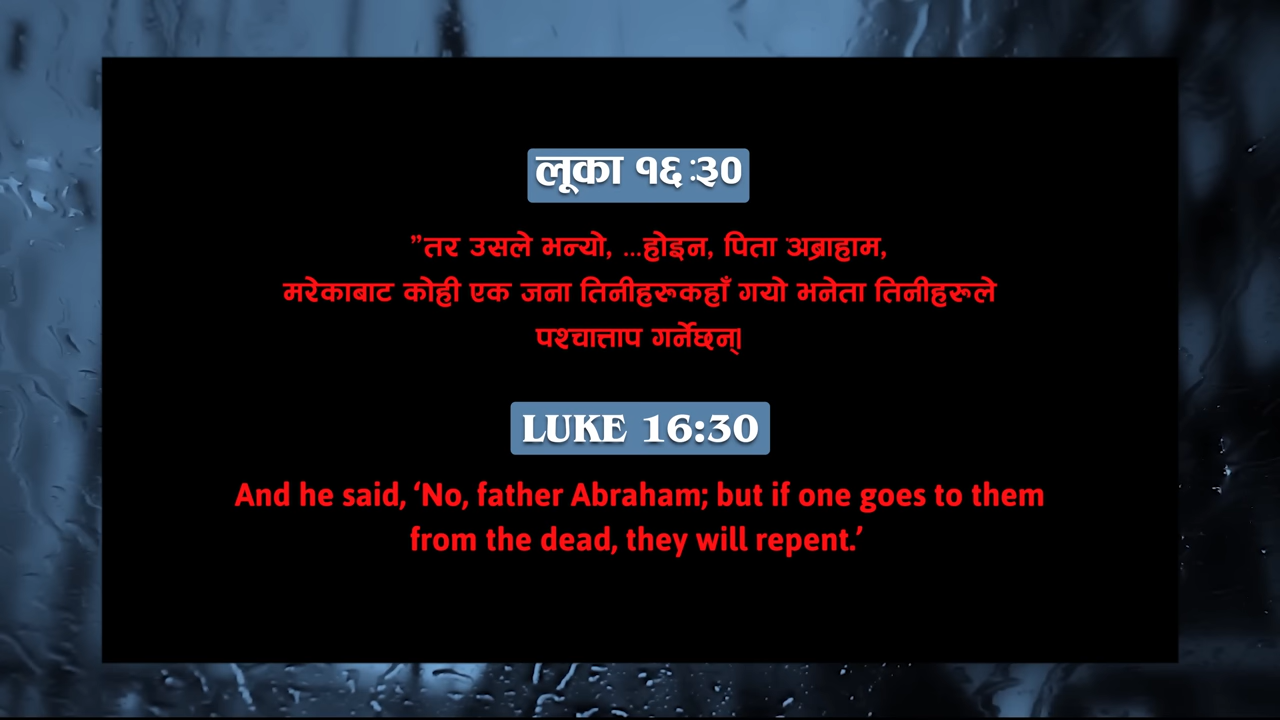 लूका १६:३०
”तर उसले भन्यो, ...होइन, पिता अब्राहाम,
मरेकाबाट कोही एक जना तिनीहरूकहाँ गयो भनेता तिनीहरूले
पश्चात्ताप गर्नेछन्।
LUKE 16:30
And he said, ‘No, father Abraham; but if one goes to them
from the dead, they will repent.’